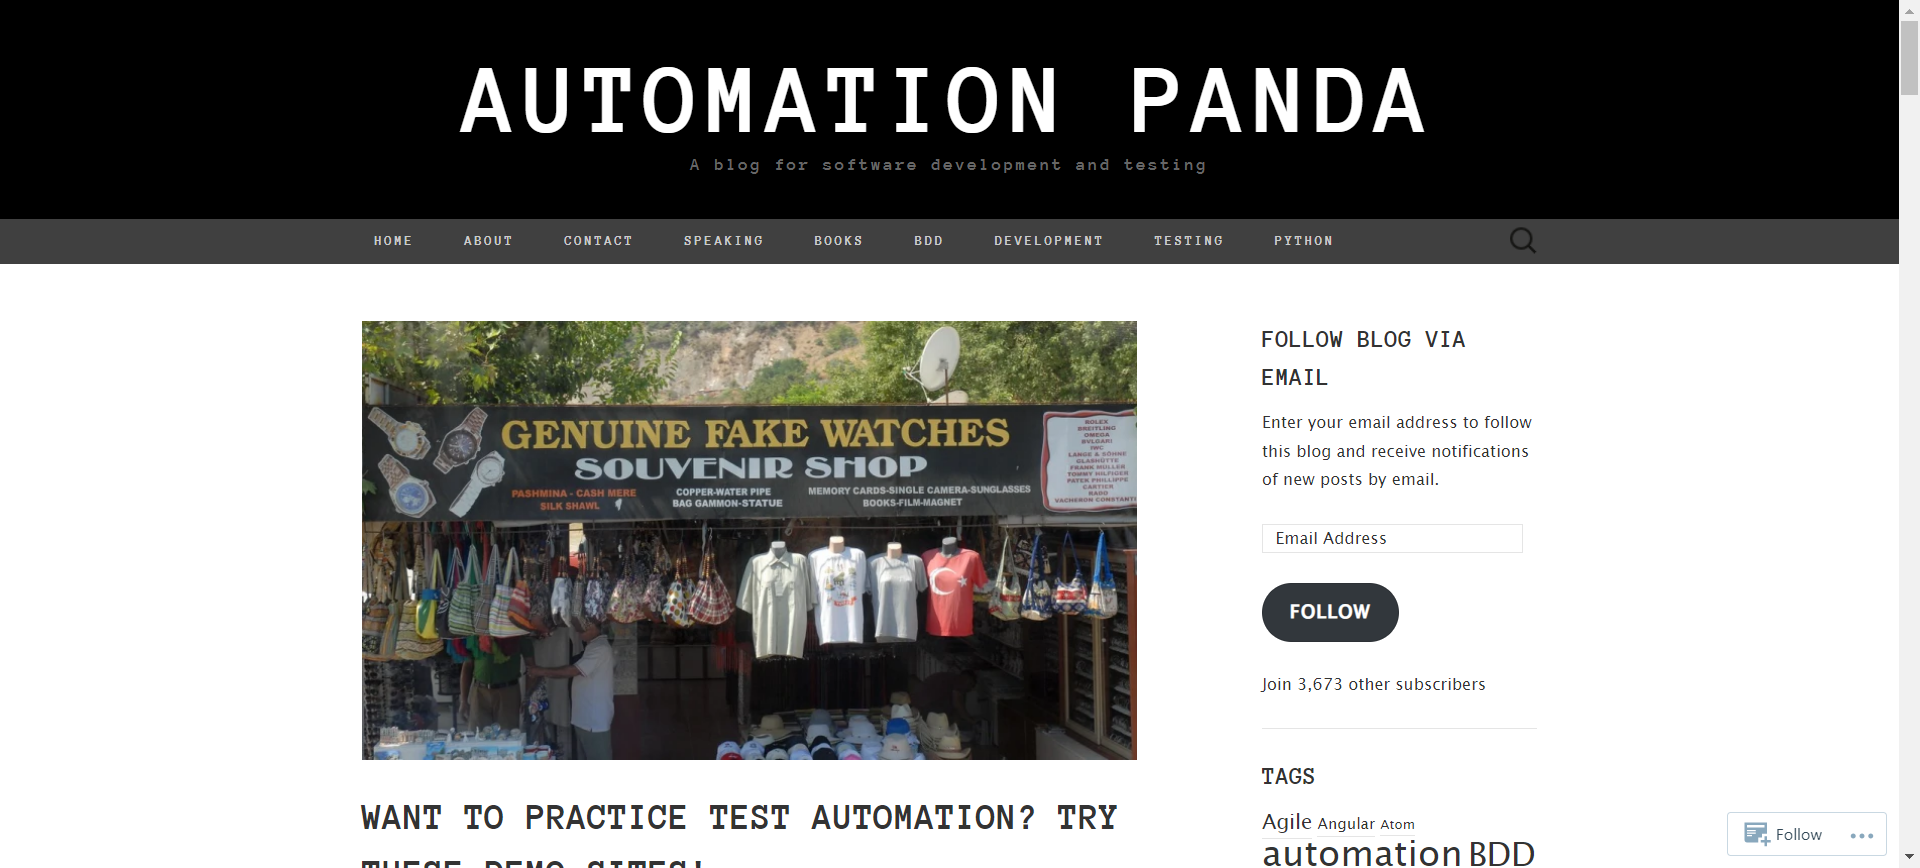 AUTOMATION PANDA
A blog for software development and testing
HOME ABOUT CONTACT SPEAKING BOOKS BDD DEVELOPMENT TESTING PYTHON
GENUINE FAKE WATCHES
SOUVENIR SHOP
PASHMINA - CASH MERE
SILK SHAWL
COPPER-WATER PIPE
BAG GAMMON-STATUE
MEMORY CARDS-SINGLE CAMERA-SUNGLASSES
BOOKS-FILM-MAGNET
ROLEX
BREITLING
OMEGA
BVLGARI
IWC
LANGE & SÖHNE
GLASHÜTTE
FRANK MULLER
TOMMY HILFIGER
PATEK PHILLIPPE
CARTIER
RADO
VACHERON CONSTANTI
WANT TO PRACTICE TEST AUTOMATION? TRY
THESE DEMO SITES!
FOLLOW BLOG VIA
EMAIL
Enter your email address to follow
this blog and receive notifications
of new posts by email.
Email Address
FOLLOW
Join 3,673 other subscribers
TAGS
Agile Angular Atom
automation BDD
Follow